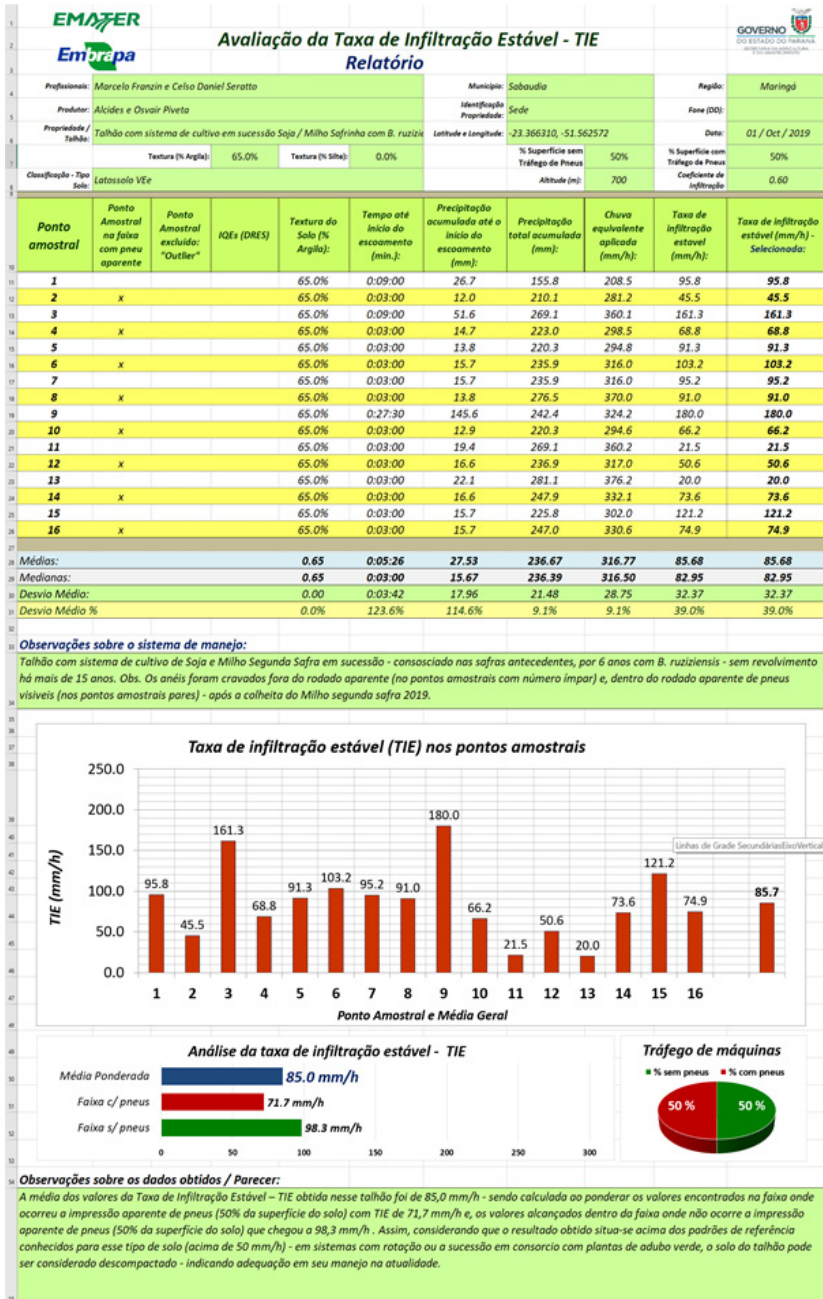 EMATER
Embrapa
Avaliação da Taxa de Infiltração Estável - TIE
Relatório
GOVERNO
DO ESTADO DO PARANÁ
SECRETARIA DA AGRICULTURA
E DO ABASTECIMENTO
Profissionais: Marcelo Franzin e Celso Daniel Seratto Município: Sabaudia Região: Maringá
Produtor: Alcides e Osvair Piveta Identificação Propriedade: Sede Fone (DD):
Propriedade / Talhão: Talhão com sistema de cultivo em sucessão Soja / Milho Safrinha com B. ruzizie Latitude e Longitude: -23.366310, -51.562572 Data: 01 / Oct / 2019
Textura (% Argila): 65.0% Textura (% Silte): 0.0% % Superfície sem Tráfego de Pneus 50% % Superfície com Tráfego de Pneus 50%
Classificação - Tipo Solo: Latossolo VEe Altitude (m): 700 Coeficiente de Infiltração 0.60
Ponto amostral Ponto Amostral na faixa com pneu aparente Ponto Amostral excluído: "Outlier" IQEs (DRES) Textura do Solo (% Argila): Tempo até início do escoamento (min.): Precipitação acumulada até o início do escoamento (mm): Precipitação total acumulada (mm): Chuva equivalente aplicada (mm/h): Taxa de infiltração estavel (mm/h): Taxa de infiltração estável (mm/h) - Selecionada:
1 65.0% 0:09:00 26.7 155.8 208.5 95.8 95.8
2 x 65.0% 0:03:00 12.0 210.1 281.2 45.5 45.5
3 65.0% 0:09:00 51.6 269.1 360.1 161.3 161.3
4 x 65.0% 0:03:00 14.7 223.0 298.5 68.8 68.8
5 65.0% 0:03:00 13.8 220.3 294.8 91.3 91.3
6 x 65.0% 0:03:00 15.7 235.9 316.0 103.2 103.2
7 65.0% 0:03:00 15.7 235.9 316.0 95.2 95.2
8 x 65.0% 0:03:00 13.8 276.5 370.0 91.0 91.0
9 65.0% 0:27:30 145.6 242.4 324.2 180.0 180.0
10 x 65.0% 0:03:00 12.9 220.3 294.6 66.2 66.2
11 65.0% 0:03:00 19.4 269.1 360.2 21.5 21.5
12 x 65.0% 0:03:00 16.6 236.9 317.0 50.6 50.6
13 65.0% 0:03:00 22.1 281.1 376.2 20.0 20.0
14 x 65.0% 0:03:00 16.6 247.9 332.1 73.6 73.6
15 65.0% 0:03:00 15.7 225.8 302.0 121.2 121.2
16 x 65.0% 0:03:00 15.7 247.0 330.6 74.9 74.9
Médias: 0.65 0:05:26 27.53 236.67 316.77 85.68 85.68
Medianas: 0.65 0:03:00 15.67 236.39 316.50 82.95 82.95
Desvio Médio: 0.00 0:03:42 17.96 21.48 28.75 32.37 32.37
Desvio Médio % 0.0% 123.6% 114.6% 9.1% 9.1% 39.0% 39.0%
Observações sobre o sistema de manejo:
Talhão com sistema de cultivo de Soja e Milho Segunda Safra em sucessão - consosciado nas safras antecedentes, por 6 anos com B. ruziziensis - sem revolvimento
há mais de 15 anos. Obs. Os anéis foram cravados fora do rodado aparente (no pontos amostrais com número ímpar) e, dentro do rodado aparente de pneus
visíveis (nos pontos amostrais pares) - após a colheita do Milho segunda safra 2019.
Taxa de infiltração estável (TIE) nos pontos amostrais
TIE (mm/h)
250.0
200.0
150.0
100.0
50.0
0.0
95.8 45.5 161.3 68.8 91.3 103.2 95.2 91.0 180.0 66.2 21.5 50.6 20.0 73.6 121.2 74.9 85.7
Linhas de Grade SecundáriasEixoVertical
1 2 3 4 5 6 7 8 9 10 11 12 13 14 15 16
Ponto Amostral e Média Geral
Análise da taxa de infiltração estável - TIE
Média Ponderada 85.0 mm/h
Faixa c/ pneus 71.7 mm/h
Faixa s/ pneus 98.3 mm/h
0 50 100 150 200 250 300
Tráfego de máquinas
% sem pneus % com pneus
50 % 50 %
Observações sobre os dados obtidos / Parecer:
A média dos valores da Taxa de Infiltração Estável – TIE obtida nesse talhão foi de 85,0 mm/h - sendo calculada ao ponderar os valores encontrados na faixa onde
ocorreu a impressão aparente de pneus (50% da superfície do solo) com TIE de 71,7 mm/h e, os valores alcançados dentro da faixa onde não ocorre a impressão
aparente de pneus (50% da superfície do solo) que chegou a 98,3 mm/h . Assim, considerando que o resultado obtido situa-se acima dos padrões de referência
conhecidos para esse tipo de solo (acima de 50 mm/h) - em sistemas com rotação ou a sucessão em consorcio com plantas de adubo verde, o solo do talhão pode
ser considerado descompactado - indicando adequação em seu manejo na atualidade.